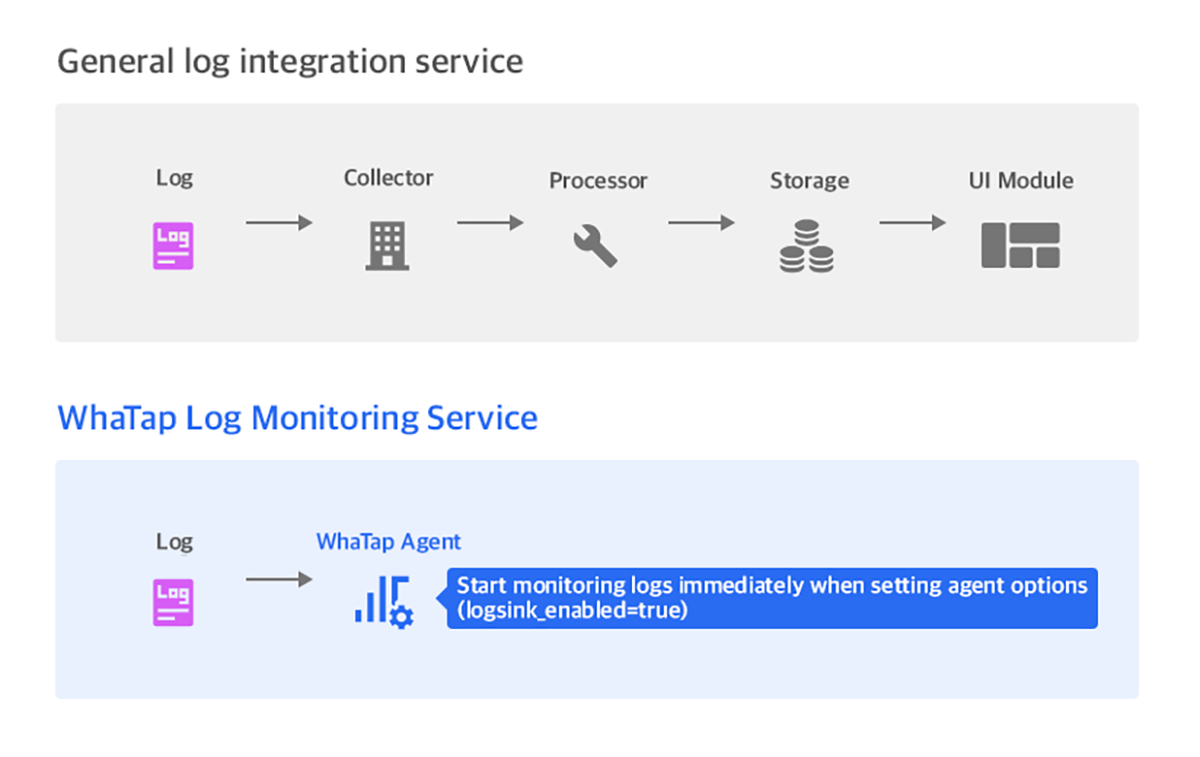 General log integration service
Log
Collector
Processor
Storage
UI Module
Log
WhaTap Log Monitoring Service
Log
WhaTap Agent
Log
Start monitoring logs immediately when setting agent options
(logsink_enabled=true)